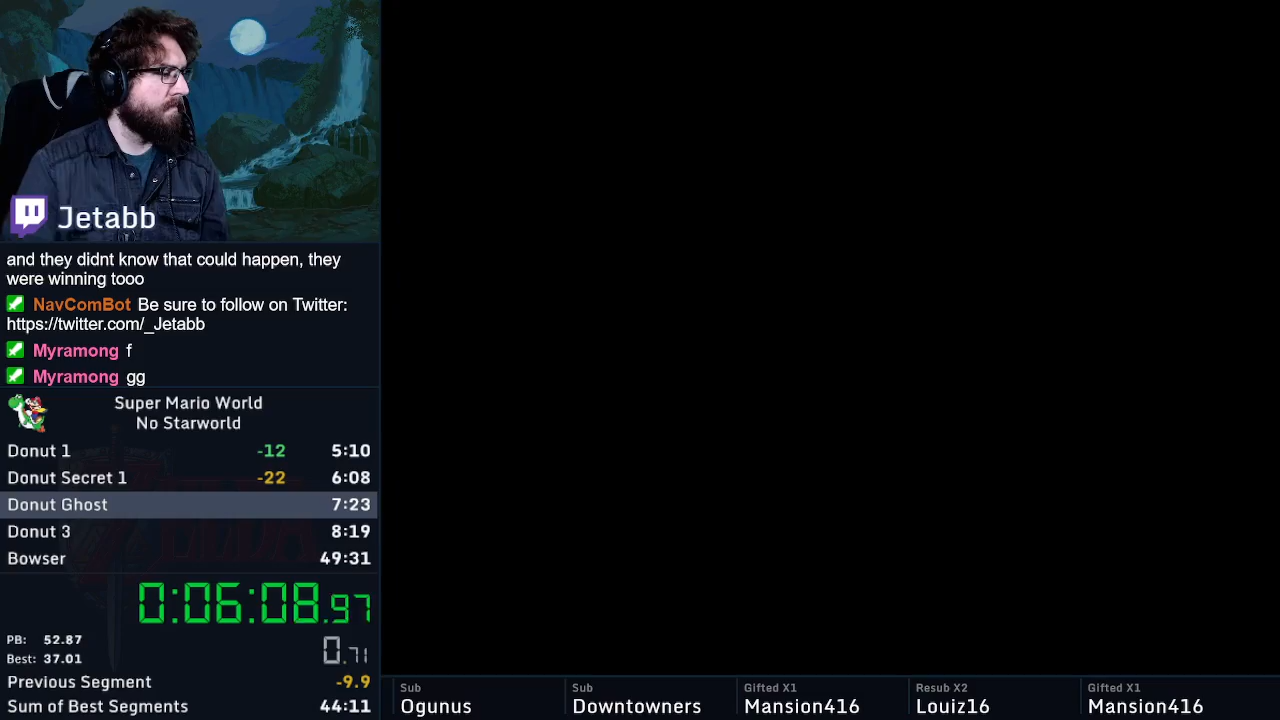 Jetabb
and they didnt know that could happen, they
were winning tooo
NavComBot Be sure to follow on Twitter:
https://twitter.com/_Jetabb
Myramong f
Myramong gg
Super Mario World
No Starworld
Donut 1 -12 5:10
Donut Secret 1 -22 6:08
Donut Ghost 7:23
Donut 3 8:19
Bowser 49:31
0:06:08.97
PB: 52.87
Best: 37.01
0.71
Previous Segment -9.9
Sum of Best Segments 44:11
Sub Sub Gifted X1 Resub X2 Gifted X1
Ogunus Downtowners Mansion416 Louiz16 Mansion416